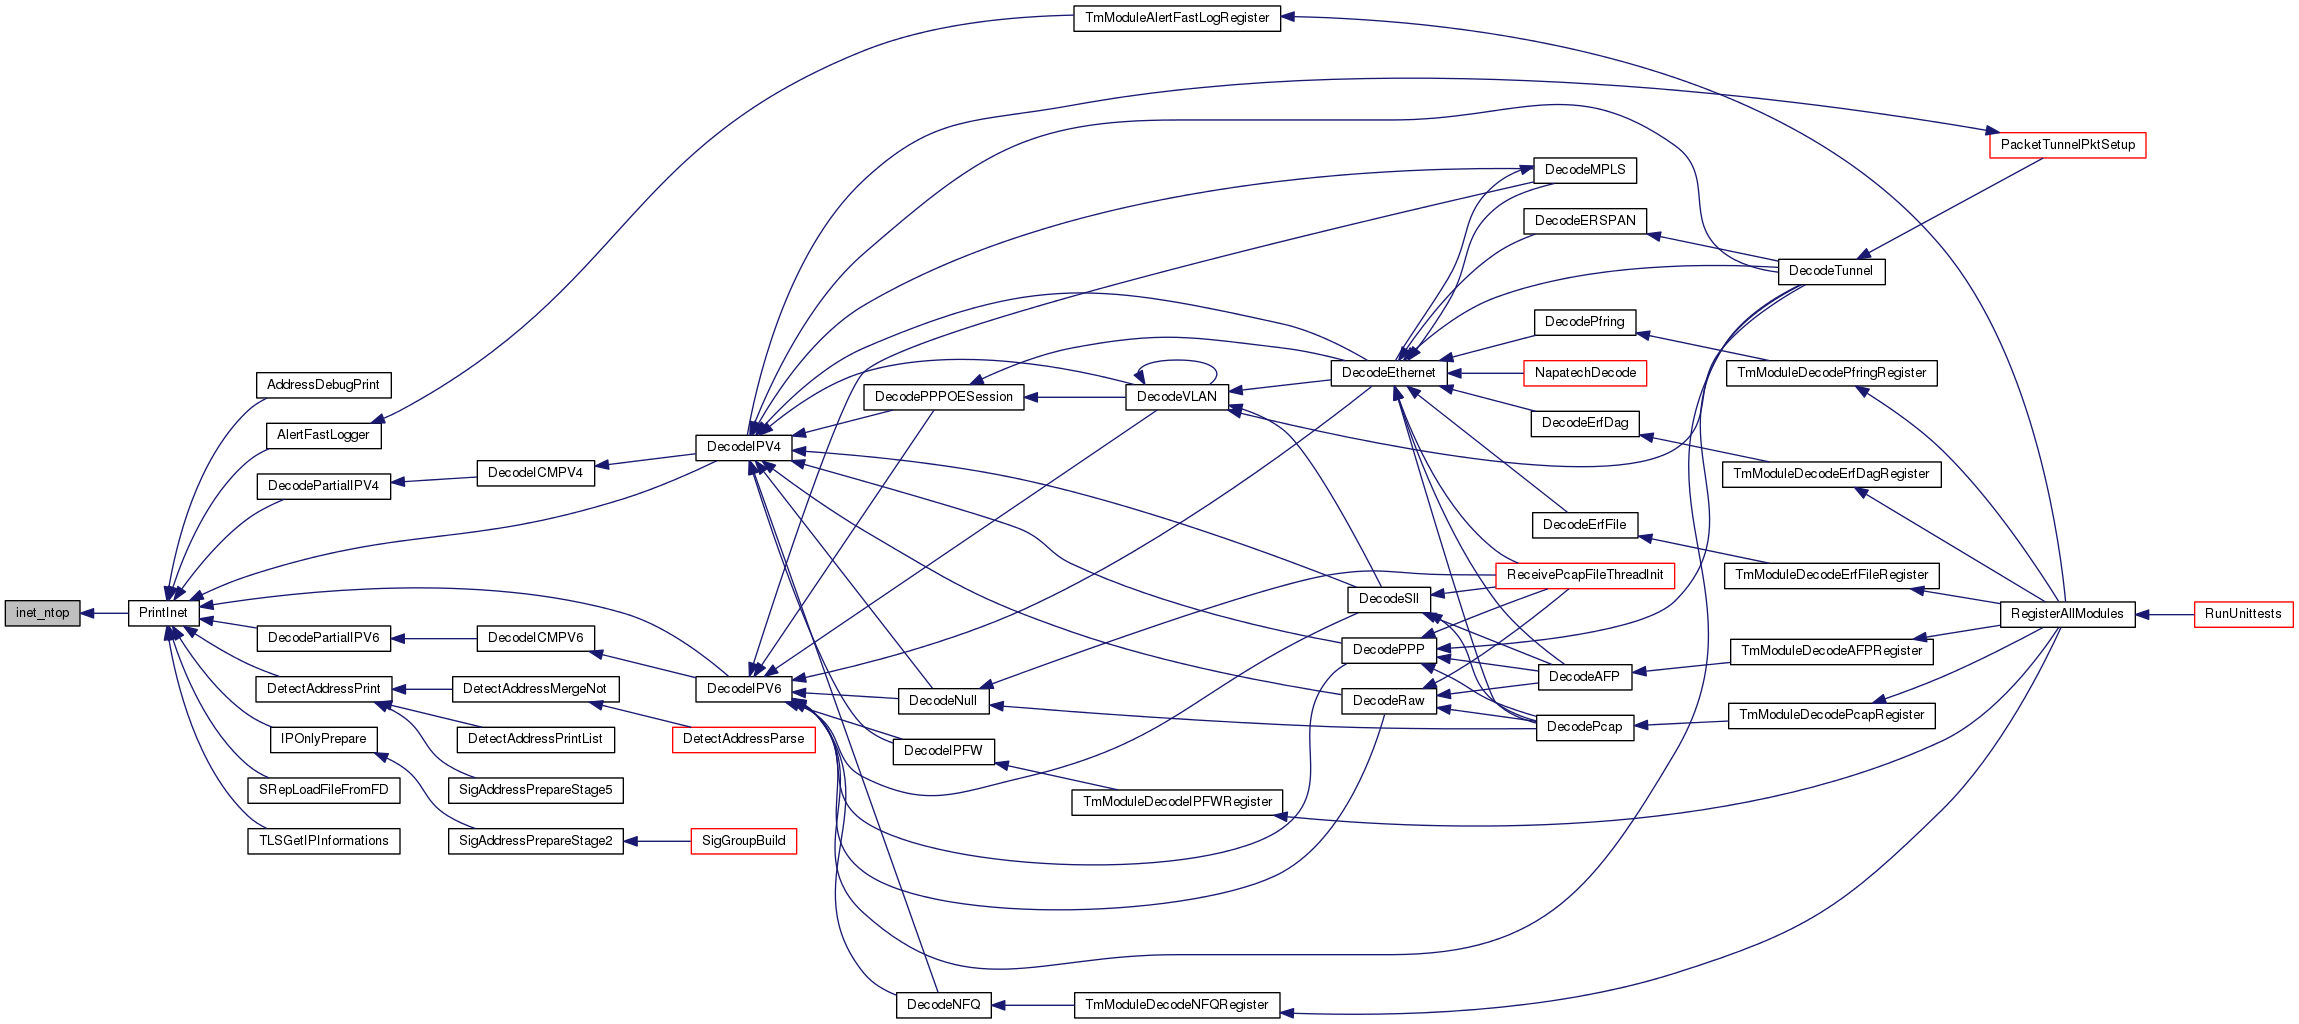 TmModuleAlertFastLogRegister
PacketTunnelPktSetup
DecodeMPLS
DecodeERSPAN
DecodeTunnel
DecodePfring
DecodeEthernet
NapatechDecode
TmModuleDecodePfringRegister
AddressDebugPrint
DecodePPPOESession
DecodeVLAN
DecodeErfDag
AlertFastLogger
DecodeIPV4
DecodeICMPV4
TmModuleDecodeErfDagRegister
DecodePartialIPV4
DecodeErfFile
ReceivePcapFileThreadInit
TmModuleDecodeErfFileRegister
DecodeSll
inet_ntop
PrintInet
RegisterAllModules
RunUnittests
DecodePartialIPV6
DecodeICMPV6
DecodePPP
TmModuleDecodeAFPRegister
DecodeAFP
DetectAddressPrint
DetectAddressMergeNot
DecodeIPV6
DecodeNull
DecodeRaw
TmModuleDecodePcapRegister
DecodePcap
IPOnlyPrepare
DetectAddressPrintList
DetectAddressParse
DecodeIPFW
SRepLoadFileFromFD
SigAddressPrepareStage5
TmModuleDecodeIPFWRegister
TLSGetIPInformations
SigAddressPrepareStage2
SigGroupBuild
DecodeNFQ
TmModuleDecodeNFQRegister